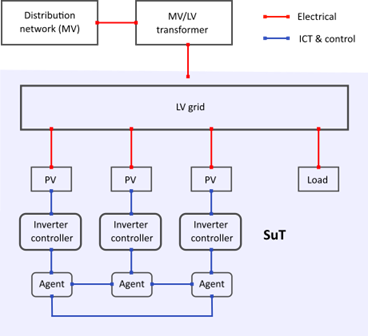 Distribution
network (MV)
MV/LV
transformer
Electrical
ICT & control
LV grid
PV
PV
PV
Load
Inverter
controller
Inverter
controller
Inverter
controller
SuT
Agent
Agent
Agent